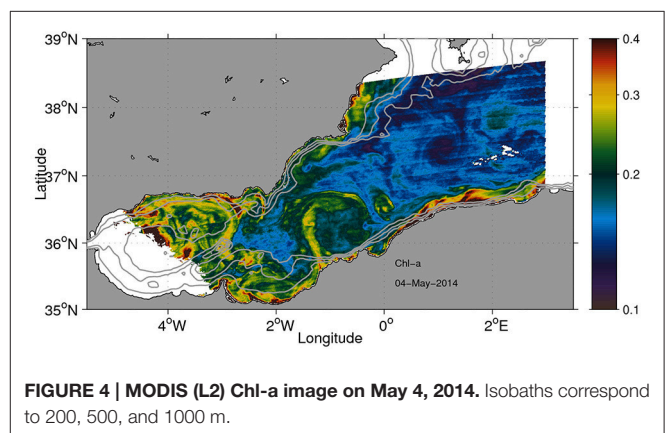 39°N
38°N
37°N
36°N
35°N
Latitude
4°W
2°W
0°
2°E
Longitude
Chl-a
04-May-2014
0.4
0.3
0.2
0.1
FIGURE 4 | MODIS (L2) Chl-a image on May 4, 2014. Isobaths correspond
to 200, 500, and 1000 m.